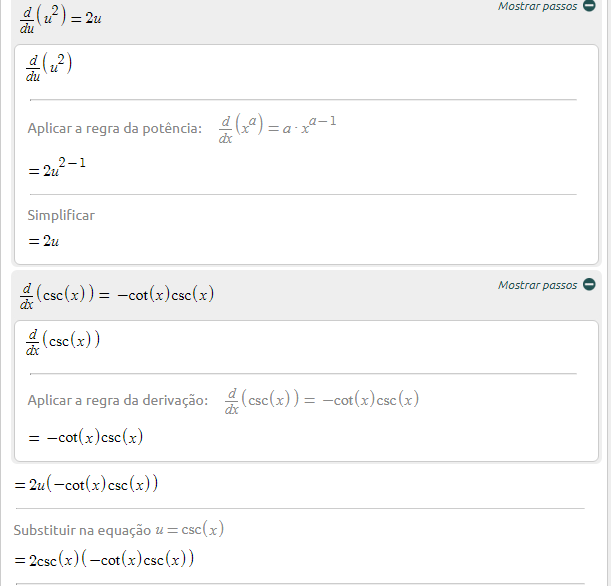 d/du(u^2) = 2u
Mostrar passos
d/du(u^2)
Aplicar a regra da potência: d/dx(x^a) = a · x^(a−1)
= 2u^(2−1)
Simplificar
= 2u
d/dx(csc(x)) = −cot(x)csc(x)
Mostrar passos
d/dx(csc(x))
Aplicar a regra da derivação: d/dx(csc(x)) = −cot(x)csc(x)
= −cot(x)csc(x)
= 2u(−cot(x)csc(x))
Substituir na equação u = csc(x)
= 2csc(x)(−cot(x)csc(x))